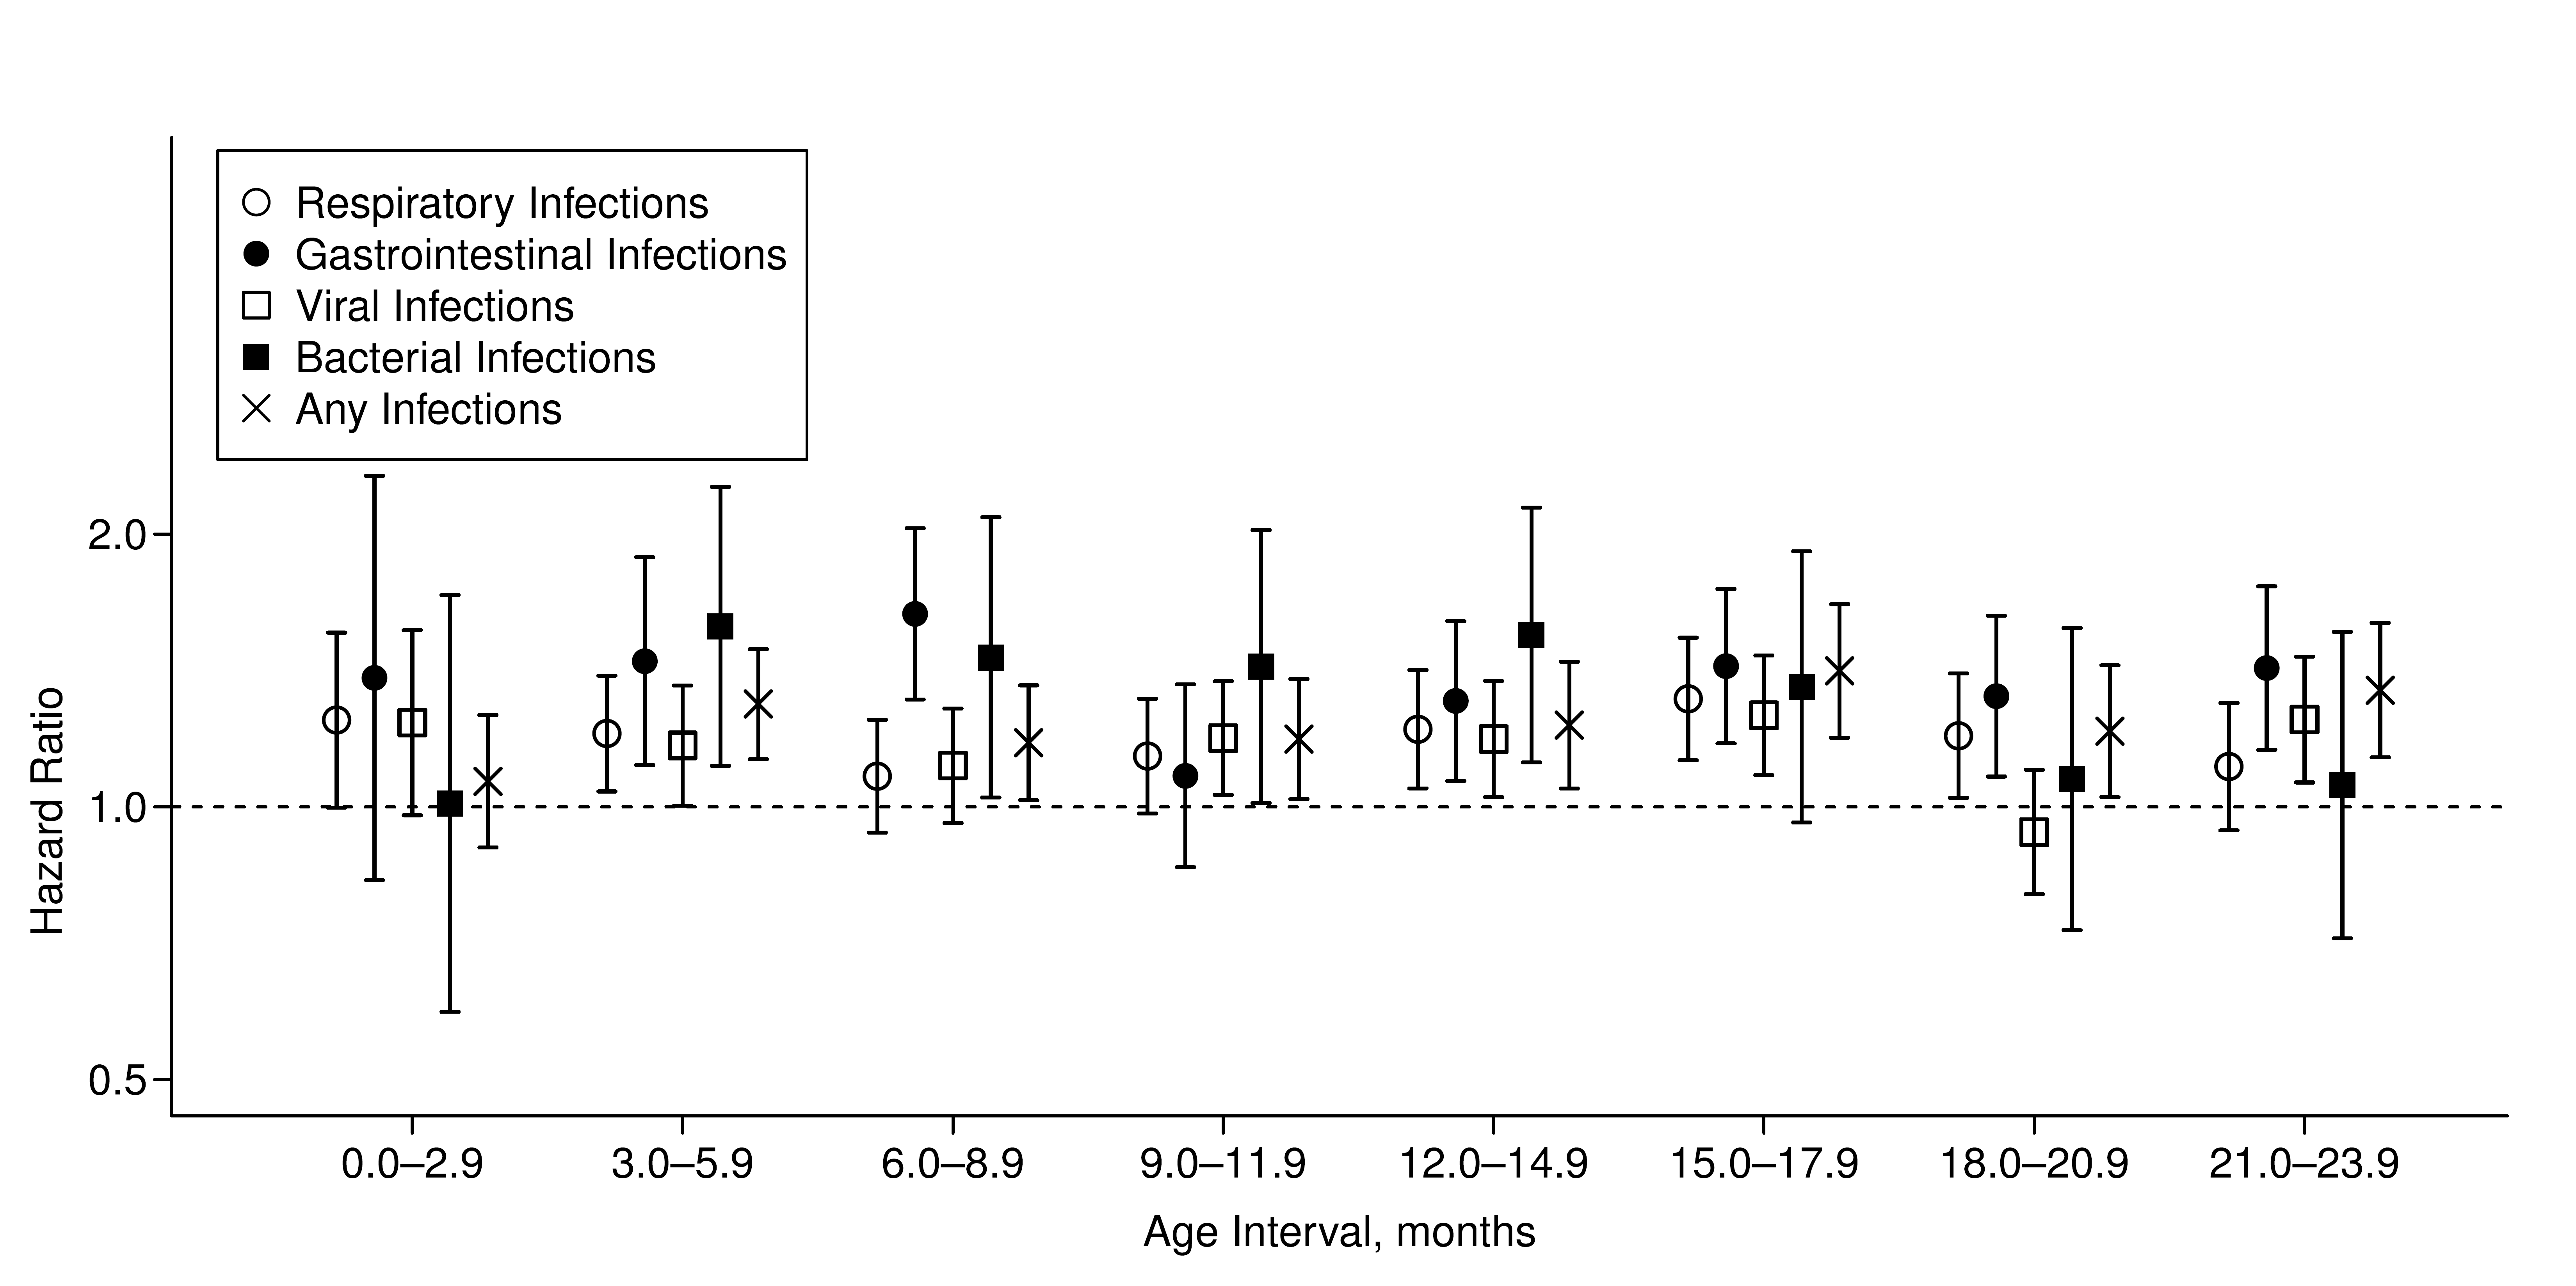 Respiratory Infections
Gastrointestinal Infections
Viral Infections
Bacterial Infections
Any Infections
2.0
1.0
0.5
Hazard Ratio
0.0–2.9 3.0–5.9 6.0–8.9 9.0–11.9 12.0–14.9 15.0–17.9 18.0–20.9 21.0–23.9
Age Interval, months